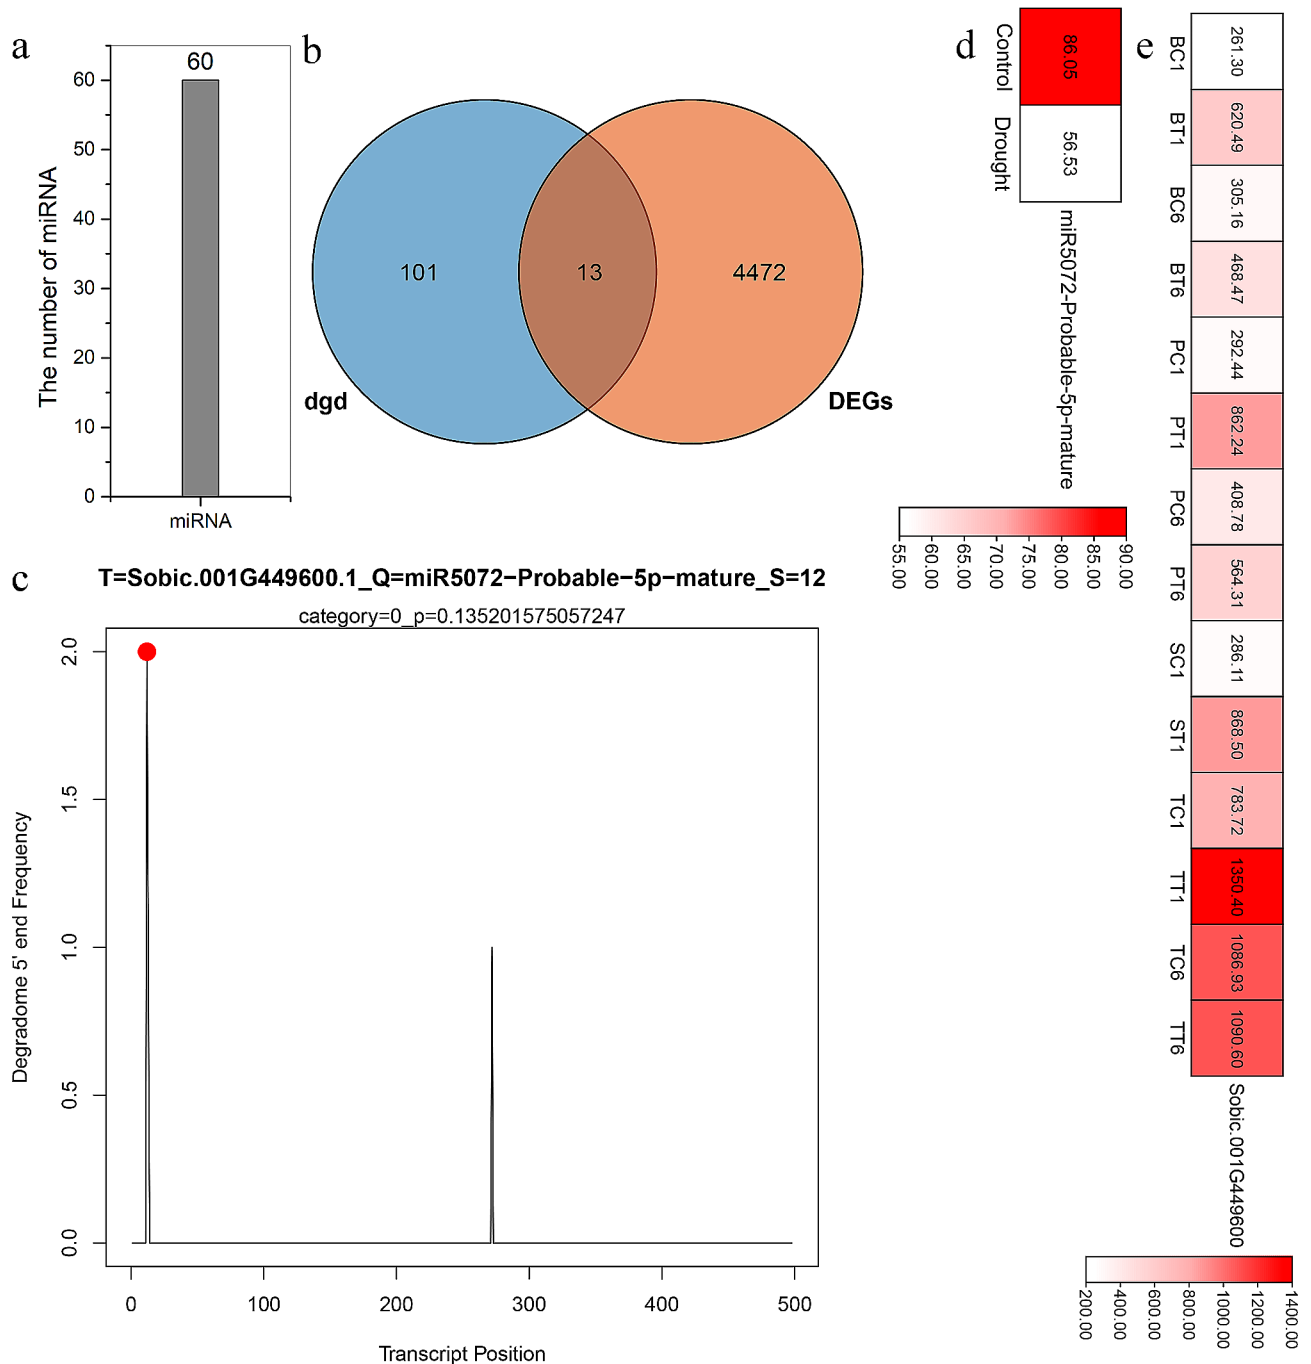 a
60
The number of miRNA
60
50
40
30
20
10
0
miRNA
b
101
13
4472
dgd
DEGs
c
T=Sobic.001G449600.1_Q=miR5072−Probable−5p−mature_S=12
category=0_p=0.135201575057247
Degradome 5' end Frequency
2.0
1.5
1.0
0.5
0.0
0
100
200
300
400
500
Transcript Position
d
Control
86.05
Drought
56.53
miR5072-Probable-5p-mature
55.00
60.00
65.00
70.00
75.00
80.00
85.00
90.00
e
BC1
261.30
BT1
620.49
BC6
305.16
BT6
468.47
PC1
292.44
PT1
862.24
PC6
408.78
PT6
564.31
SC1
286.11
ST1
868.50
TC1
783.72
TT1
1350.40
TC6
1086.93
TT6
1090.60
Sobic.001G449600
200.00
400.00
600.00
800.00
1000.00
1200.00
1400.00